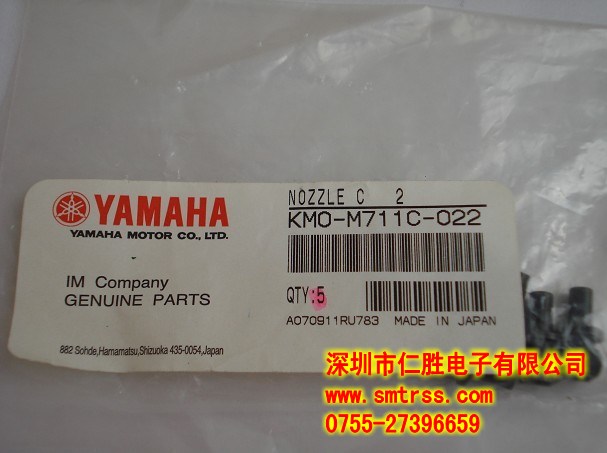 YAMAHA
YAMAHA MOTOR CO., LTD.
IM Company
GENUINE PARTS
882 Sohde, Hamamatsu, Shizuoka 435-0054, Japan
NOZZLE C 2
KM0-M711C-022
QTY:5
A070911RU783 MADE IN JAPAN
深圳市仁胜电子有限公司
www.smtrss.com
0755-27396659